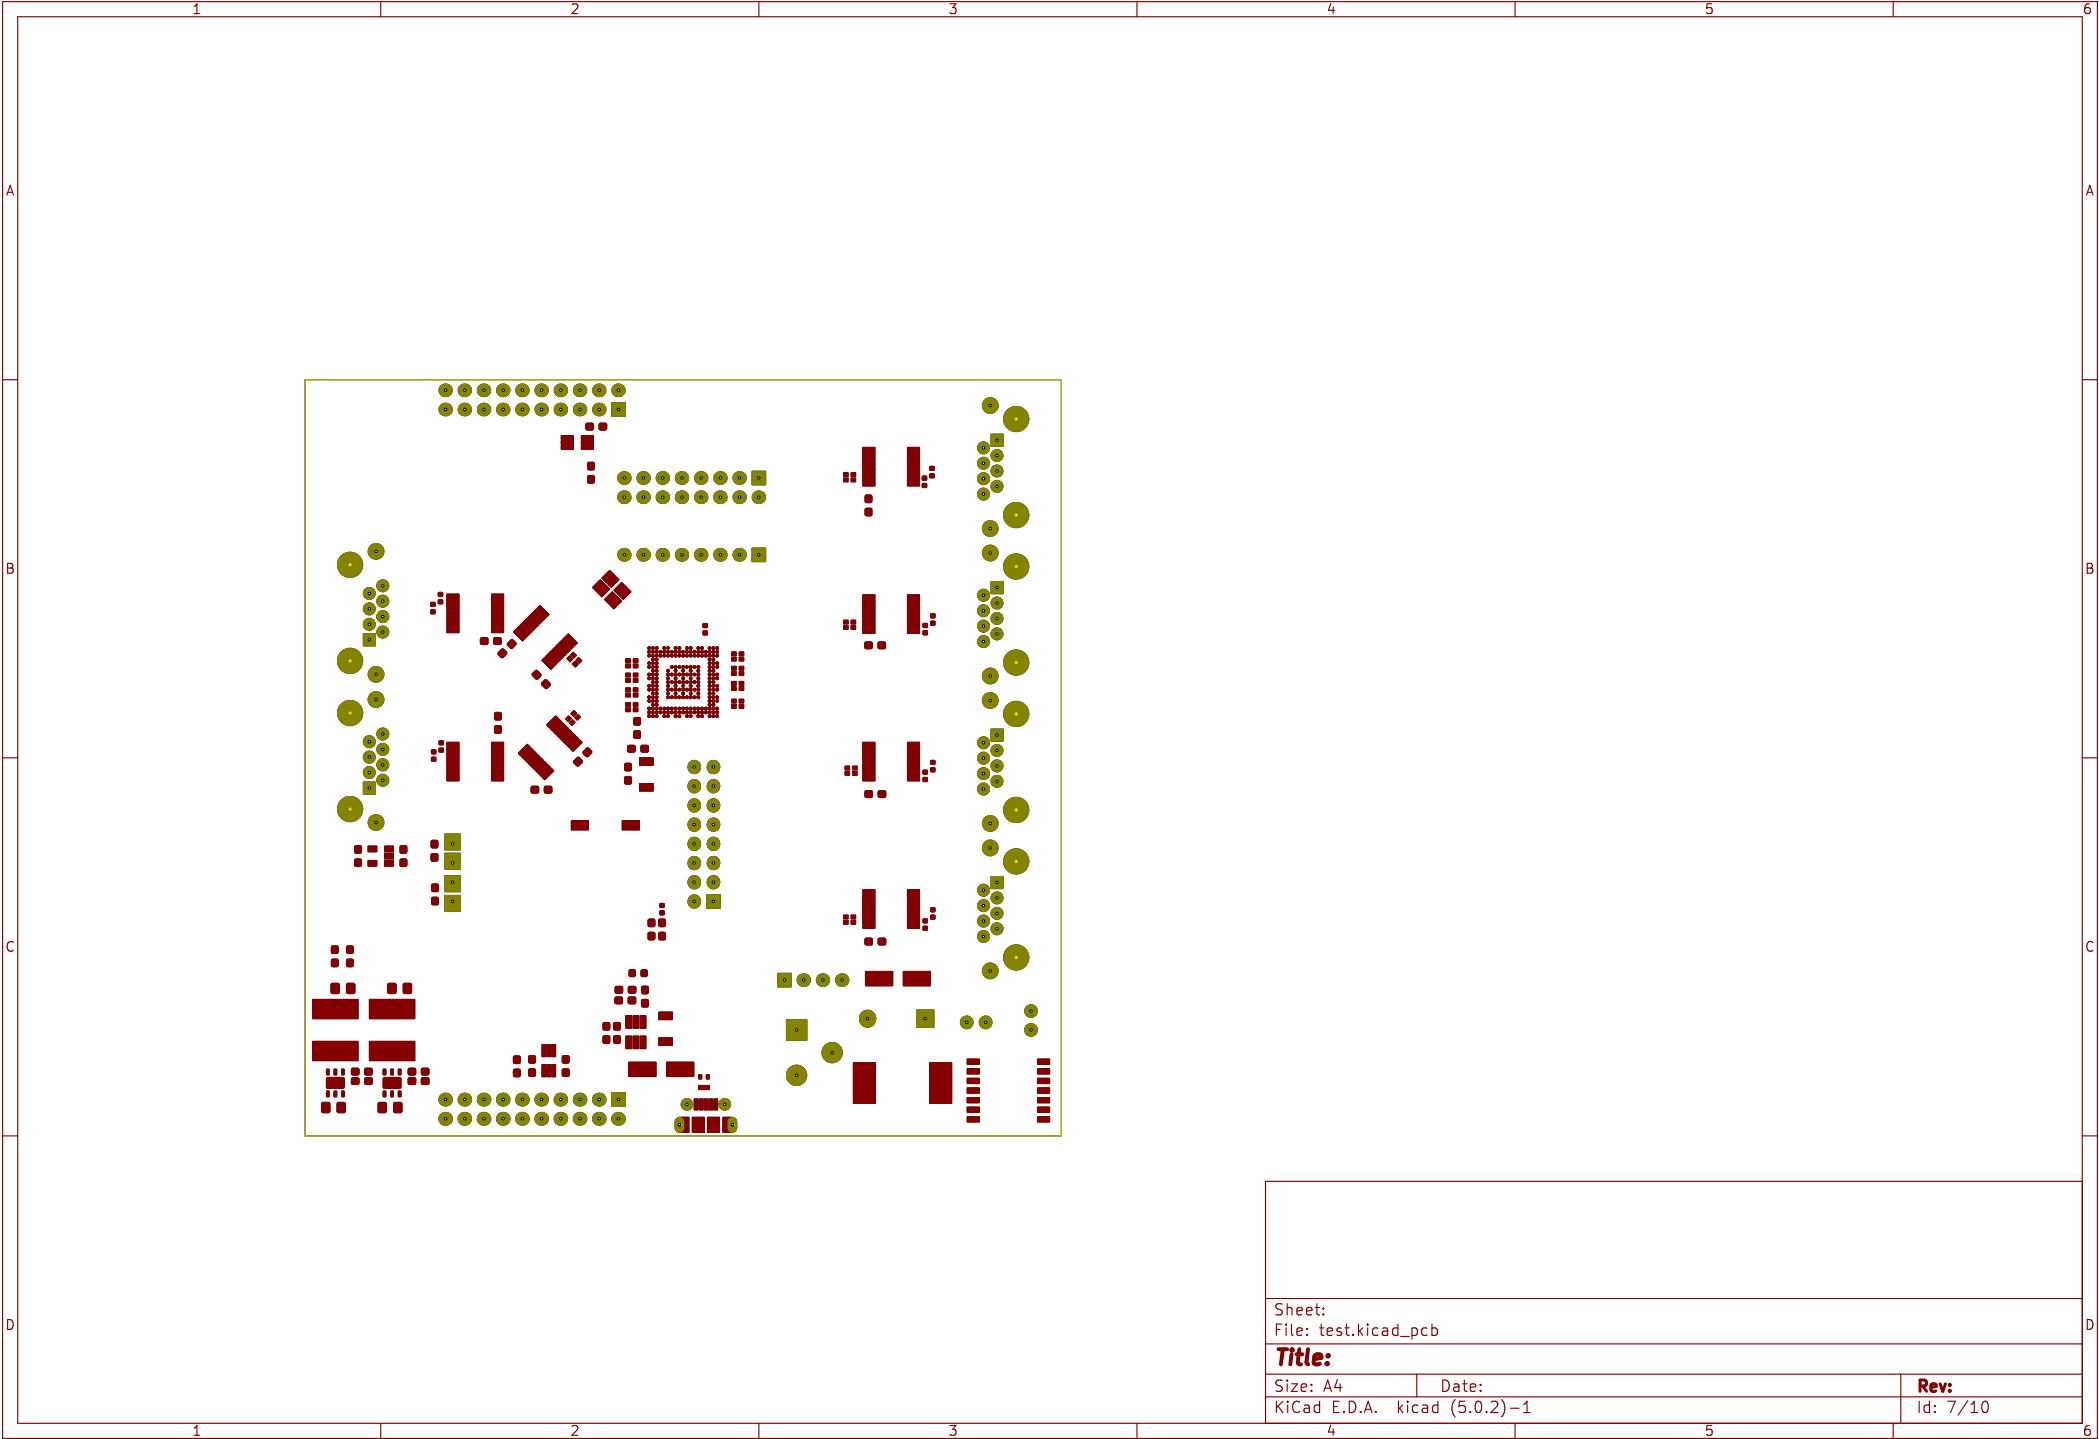 1 2 3 4 5 6
A A
B B
C C
Sheet:
File: test.kicad_pcb
D D
Title:
Size: A4 Date: Rev:
KiCad E.D.A. kicad (5.0.2)-1 Id: 7/10
1 2 3 4 5 6